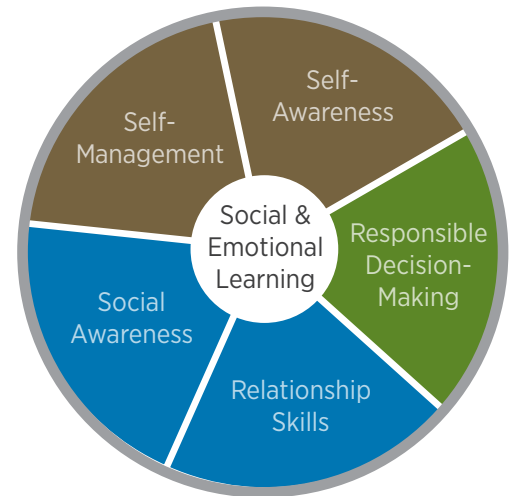 Self-
Awareness
Self-
Management
Social &
Emotional
Learning
Responsible
Decision-
Making
Social
Awareness
Relationship
Skills